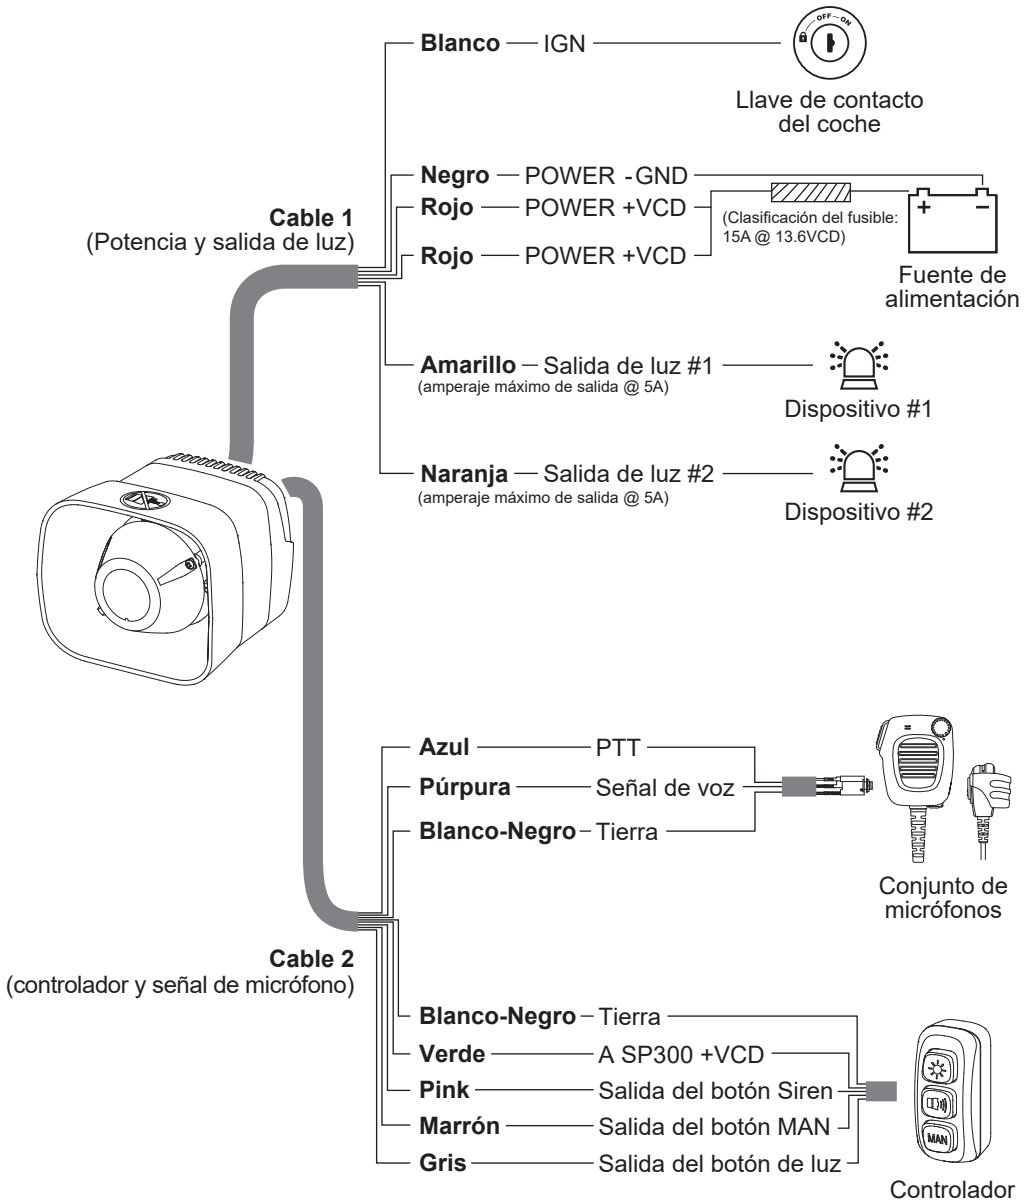 OFF ON
Blanco IGN
Llave de contacto
del coche
Negro POWER -GND
Cable 1
(Potencia y salida de luz)
Rojo POWER +VCD
(Clasificación del fusible:
15A @ 13.6VCD)
+ −
Rojo POWER +VCD
Fuente de
alimentación
Amarillo Salida de luz #1
(amperaje máximo de salida @ 5A)
Dispositivo #1
Naranja Salida de luz #2
(amperaje máximo de salida @ 5A)
Dispositivo #2
Azul PTT
Púrpura Señal de voz
Blanco-Negro Tierra
Conjunto de
micrófonos
Cable 2
(controlador y señal de micrófono)
Blanco-Negro Tierra
Verde A SP300 +VCD
Pink Salida del botón Siren
Marrón Salida del botón MAN
MAN
Gris Salida del botón de luz
Controlador